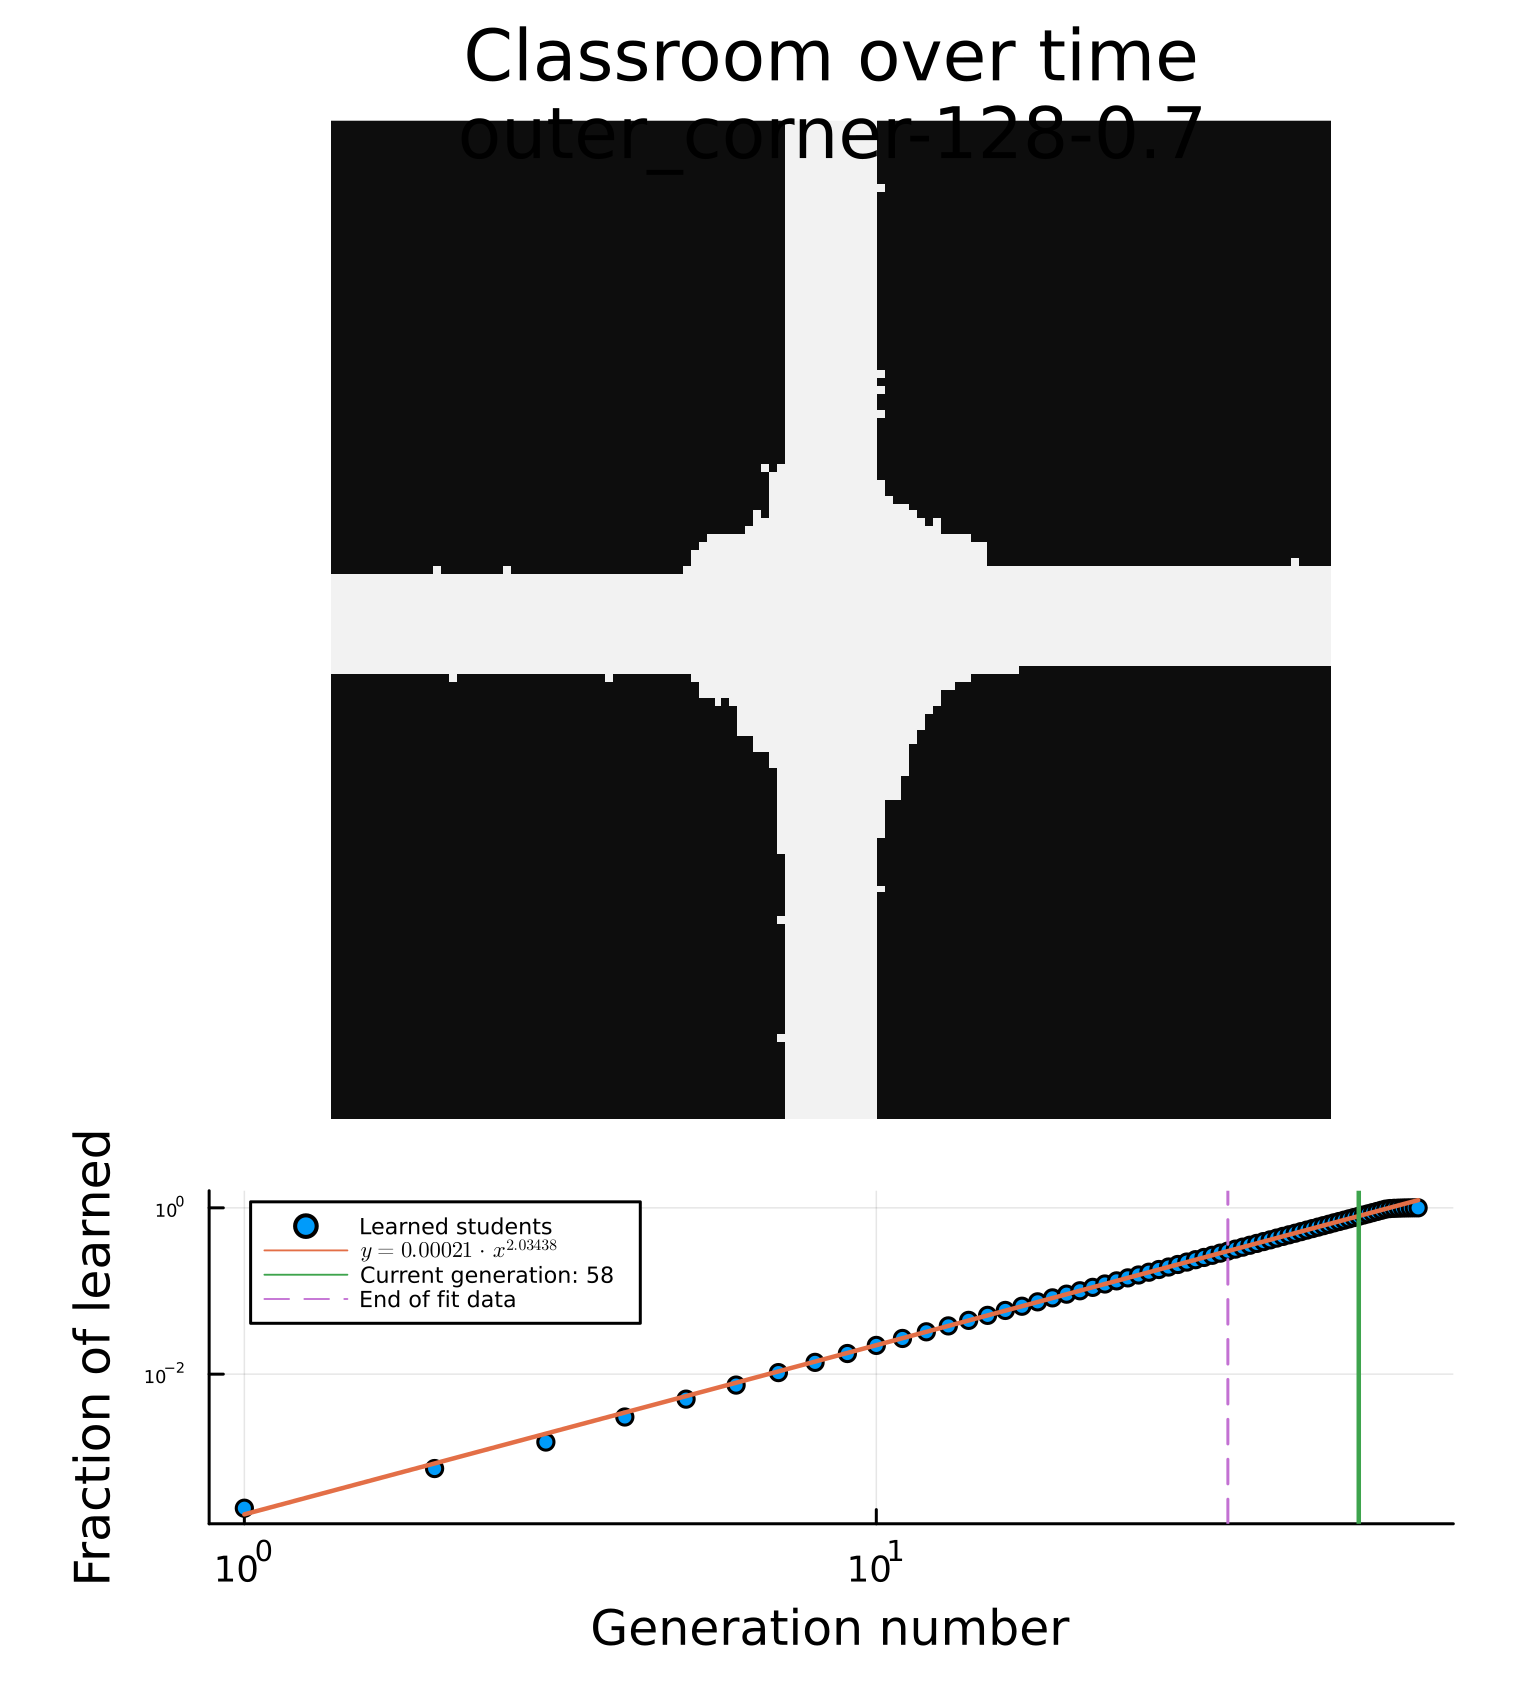 Classroom over time
outer_corner-128-0.7
Fraction of learned
10^0
10^−2
Learned students
y = 0.00021 · x^2.03438
Current generation: 58
End of fit data
10^0
10^1
Generation number